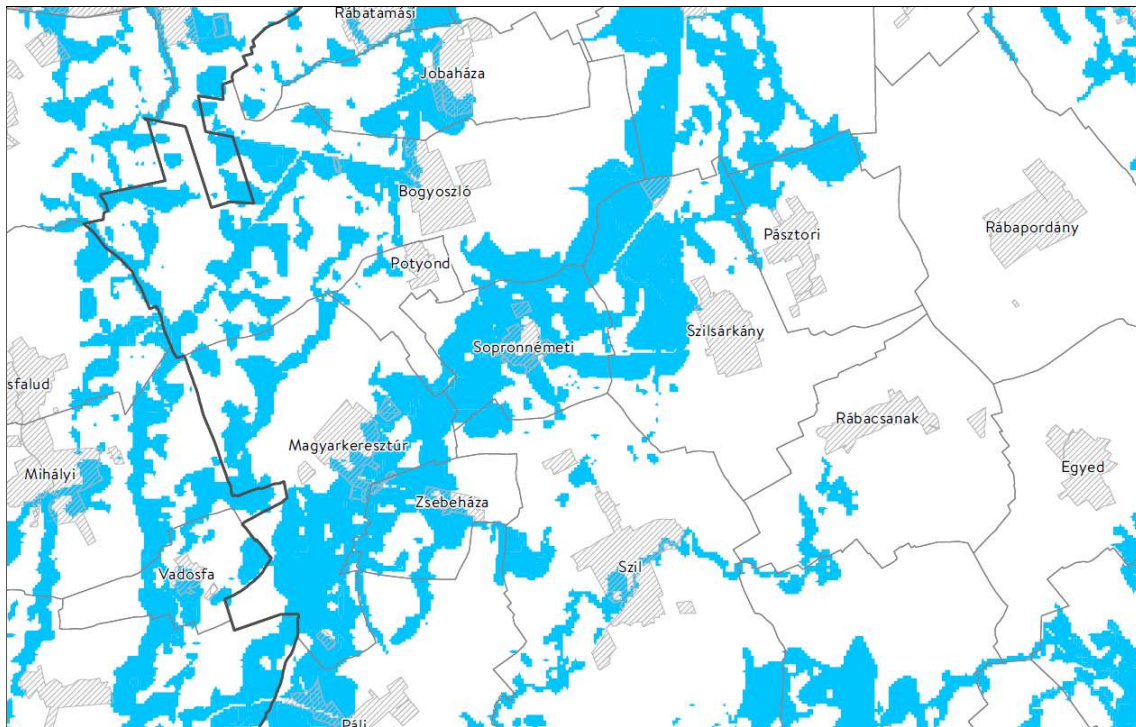 Rábatamási
Jobaháza
Bogyoszló
Rábapordány
Pásztori
Potyond
Szilsárkány
Sopronnémeti
sfalud
Rábacsanak
Magyarkeresztúr
Egyed
Mihályi
Zsebeháza
Szil
Vadosfa
Páli